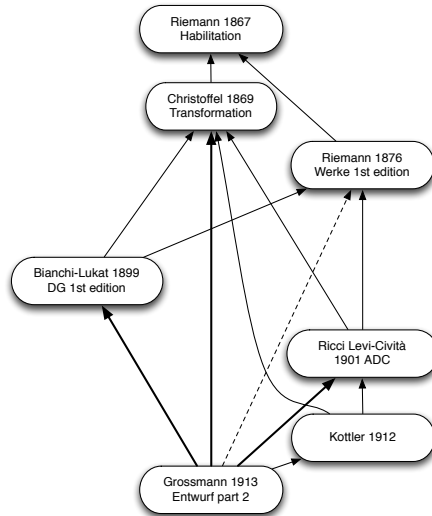 Riemann 1867
Habilitation
Christoffel 1869
Transformation
Riemann 1876
Werke 1st edition
Bianchi-Lukat 1899
DG 1st edition
Ricci Levi-Cività
1901 ADC
Kottler 1912
Grossmann 1913
Entwurf part 2